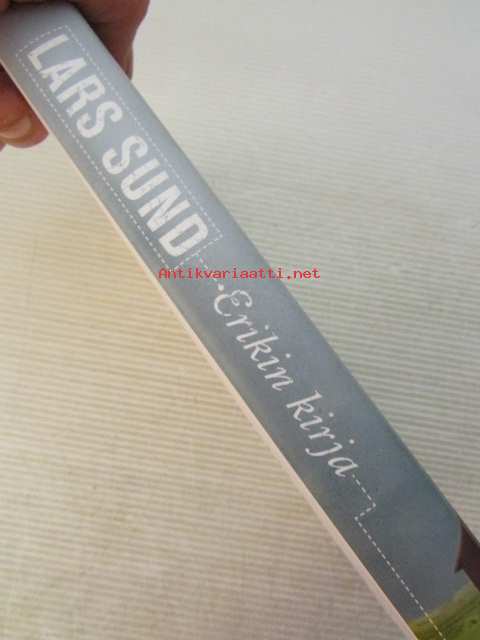 LARS SUND
Erikin kirja
Antikvariaatti.net